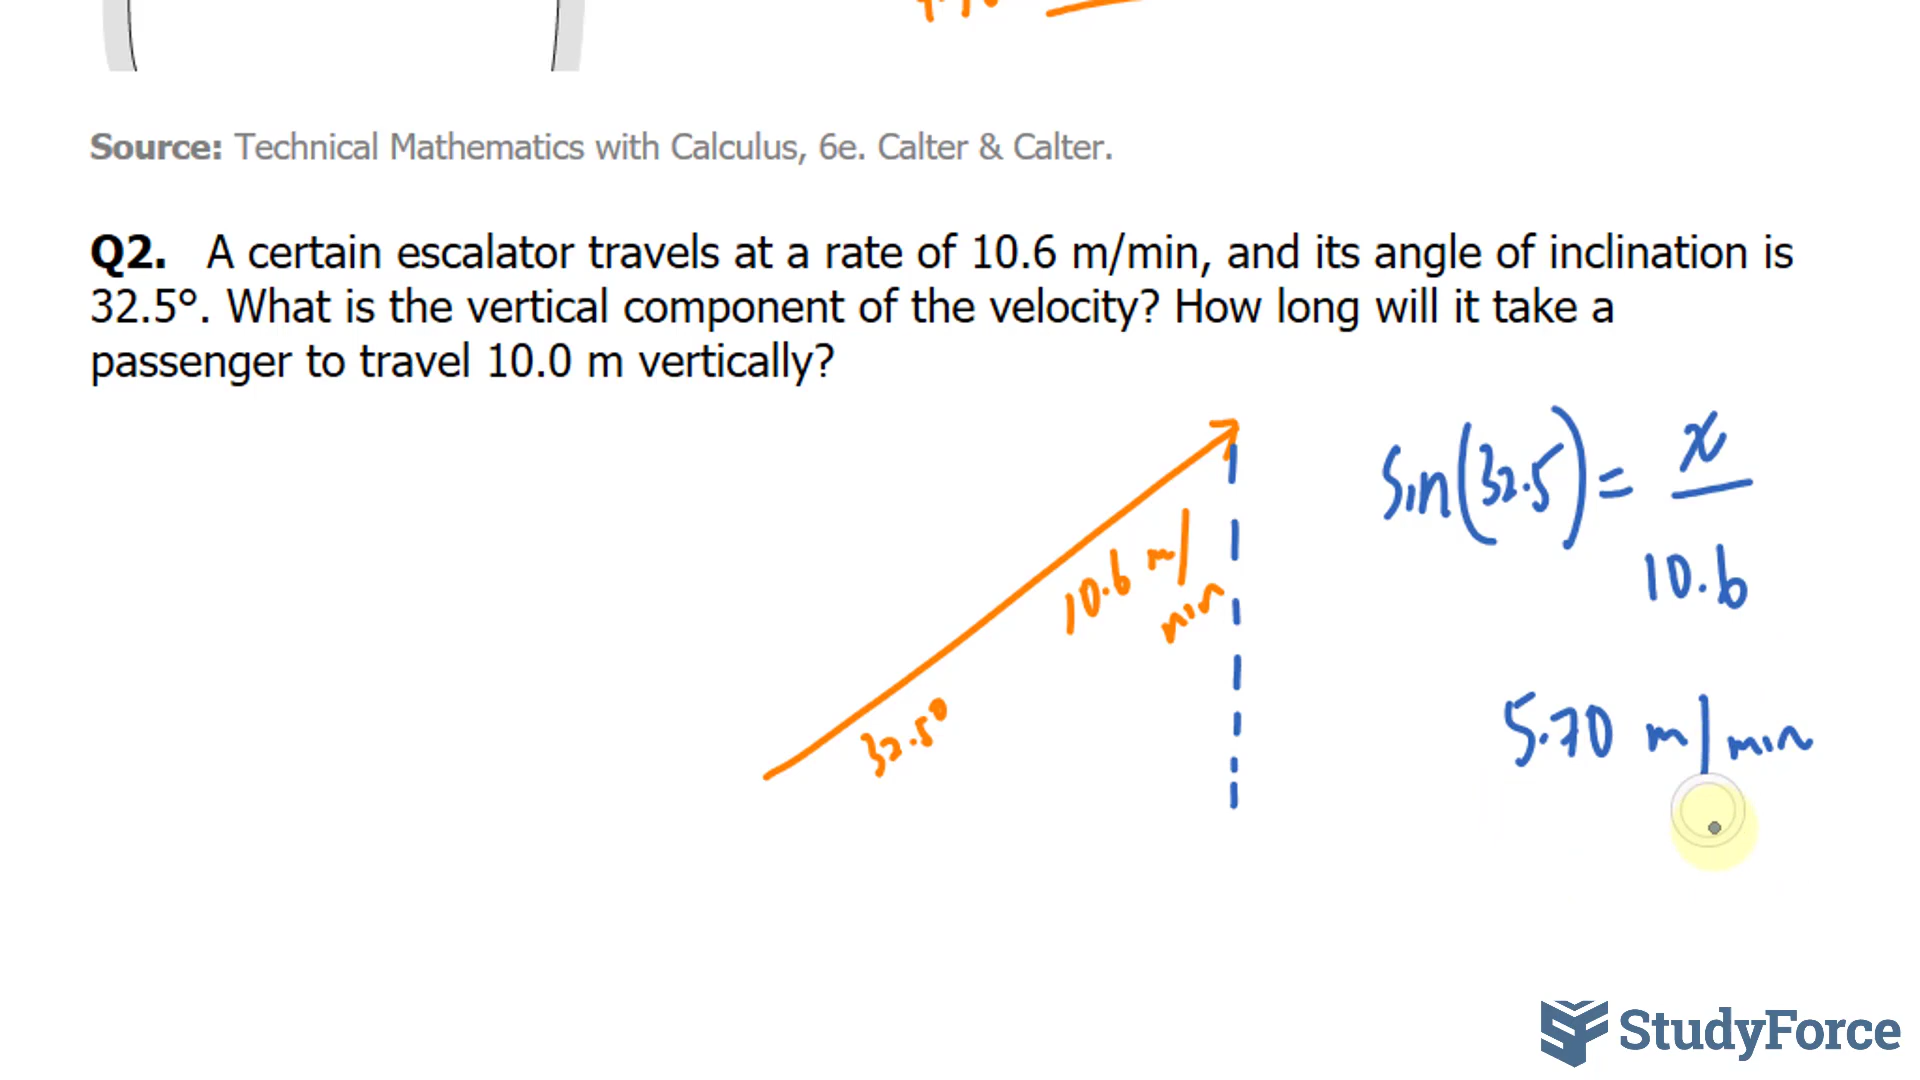 Source: Technical Mathematics with Calculus, 6e. Calter & Calter.
Q2. A certain escalator travels at a rate of 10.6 m/min, and its angle of inclination is
32.5°. What is the vertical component of the velocity? How long will it take a
passenger to travel 10.0 m vertically?
Sin(32.5) = x
10.6
10.6 m/
min
32.5°
5.70 m/min
StudyForce